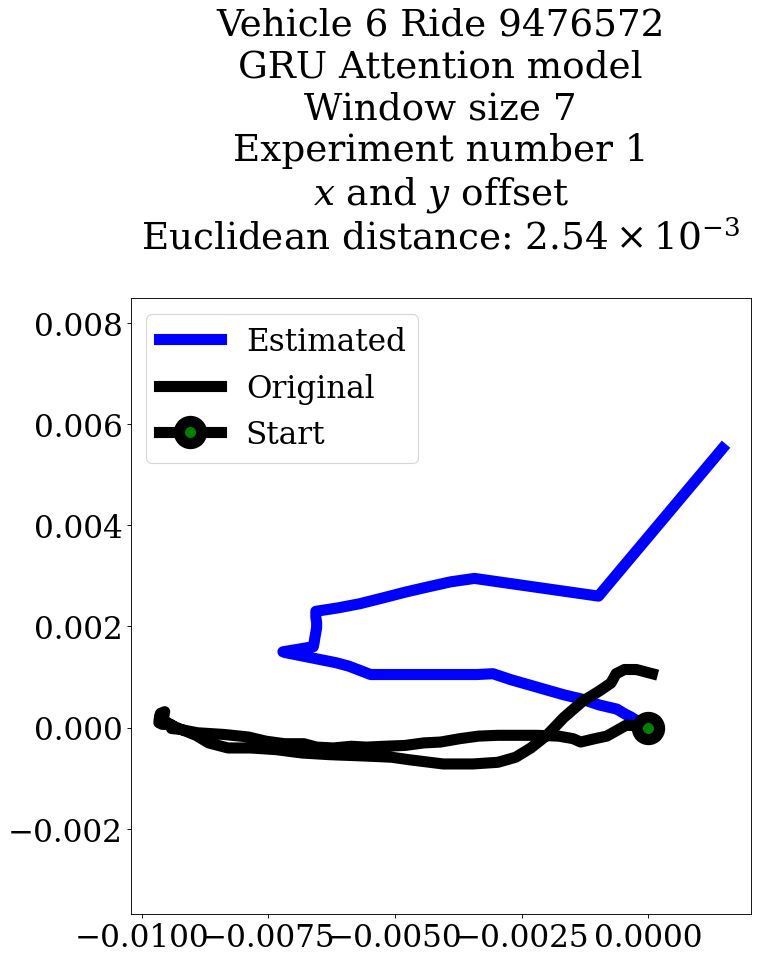 Vehicle 6 Ride 9476572
GRU Attention model
Window size 7
Experiment number 1
x and y offset
Euclidean distance: 2.54 × 10⁻³
Estimated
Original
Start
0.008
0.006
0.004
0.002
0.000
−0.002
−0.0100 −0.0075 −0.0050 −0.0025 0.0000